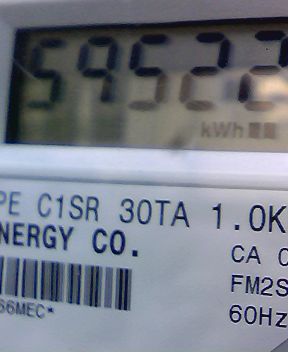 59522
kWh
PE C1SR 30TA 1.0K
NERGY CO.
CA
FM2S
60Hz
66MEC*